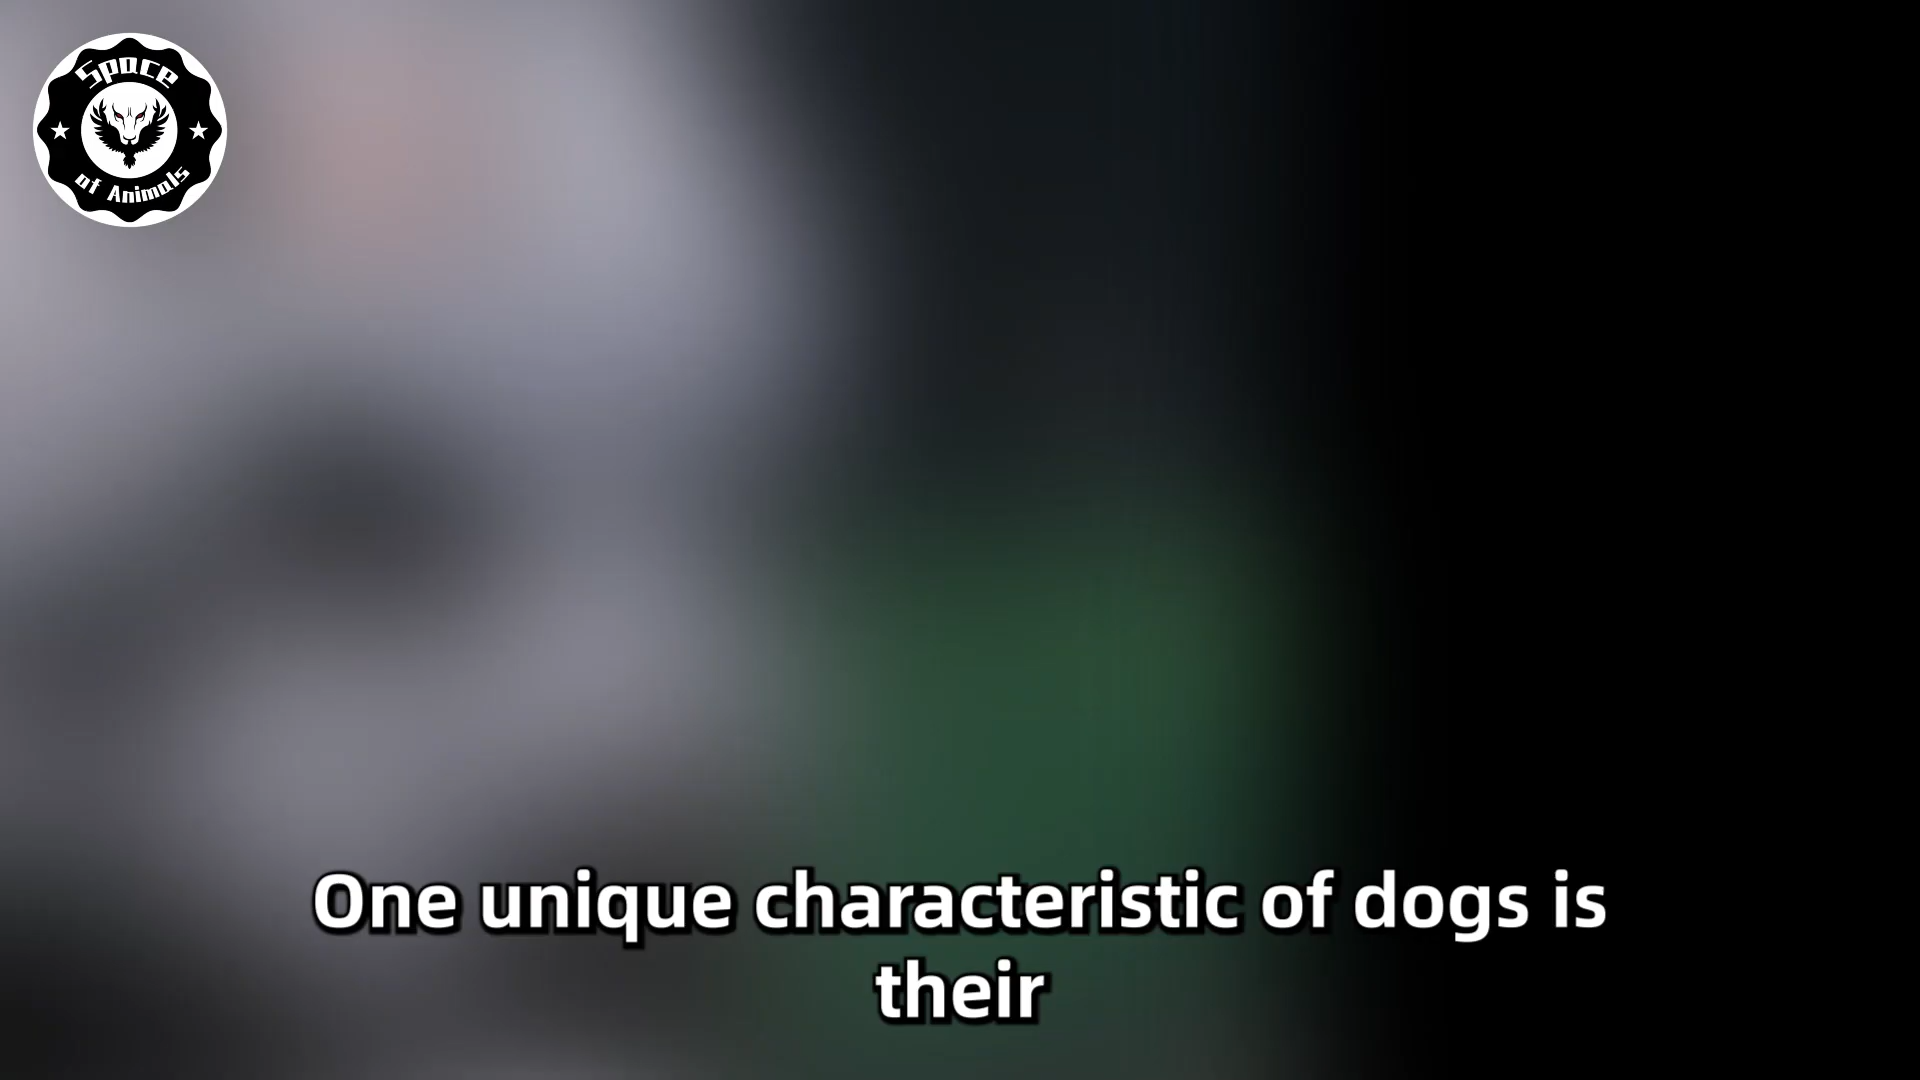 Space
of Animals
One unique characteristic of dogs is
their